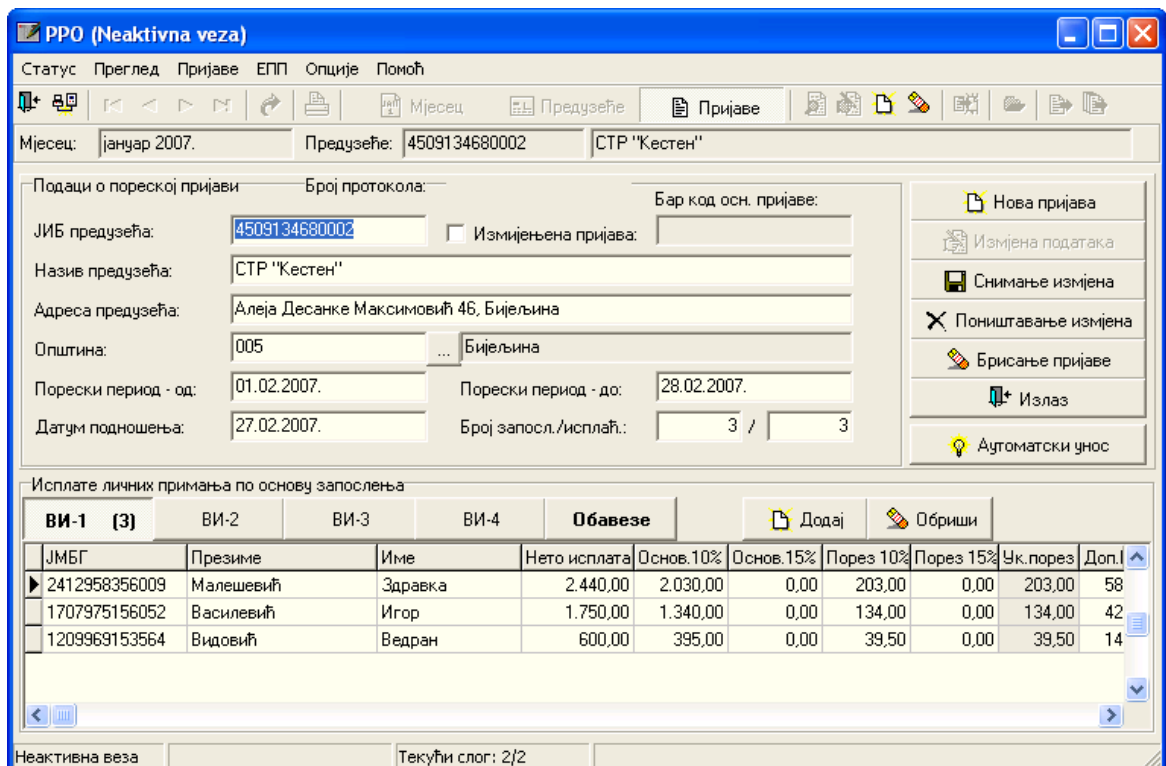 PPO (Neaktivna veza)
Статус Преглед Пријаве ЕПП Опције Помоћ
Мјесец Предузеће Пријаве
Мјесец: јануар 2007. Предузеће: 4509134680002 СТР "Кестен"
Подаци о пореској пријави Број протокола:
Бар код осн. пријаве:
ЈИБ предузећа: 4509134680002 Измијењена пријава:
Назив предузећа: СТР "Кестен"
Адреса предузећа: Алеја Десанке Максимовић 46, Бијељина
Општина: 005 ... Бијељина
Порески период - од: 01.02.2007. Порески период - до: 28.02.2007.
Датум подношења: 27.02.2007. Број запосл./исплаћ.: 3 / 3
Нова пријава
Измјена података
Снимање измјена
Поништавање измјена
Брисање пријаве
Излаз
Аутоматски унос
Исплате личних примања по основу запослења
ВИ-1 (3) ВИ-2 ВИ-3 ВИ-4 Обавезе Додај Обриши
ЈМБГ Презиме Име Нето исплата Основ.10% Основ.15% Порез 10% Порез 15% Ук.порез Доп.
2412958356009 Малешевић Здравка 2.440,00 2.030,00 0,00 203,00 0,00 203,00 58
1707975156052 Василевић Игор 1.750,00 1.340,00 0,00 134,00 0,00 134,00 42
1209969153564 Видовић Ведран 600,00 395,00 0,00 39,50 0,00 39,50 14
Неактивна веза Текући слог: 2/2